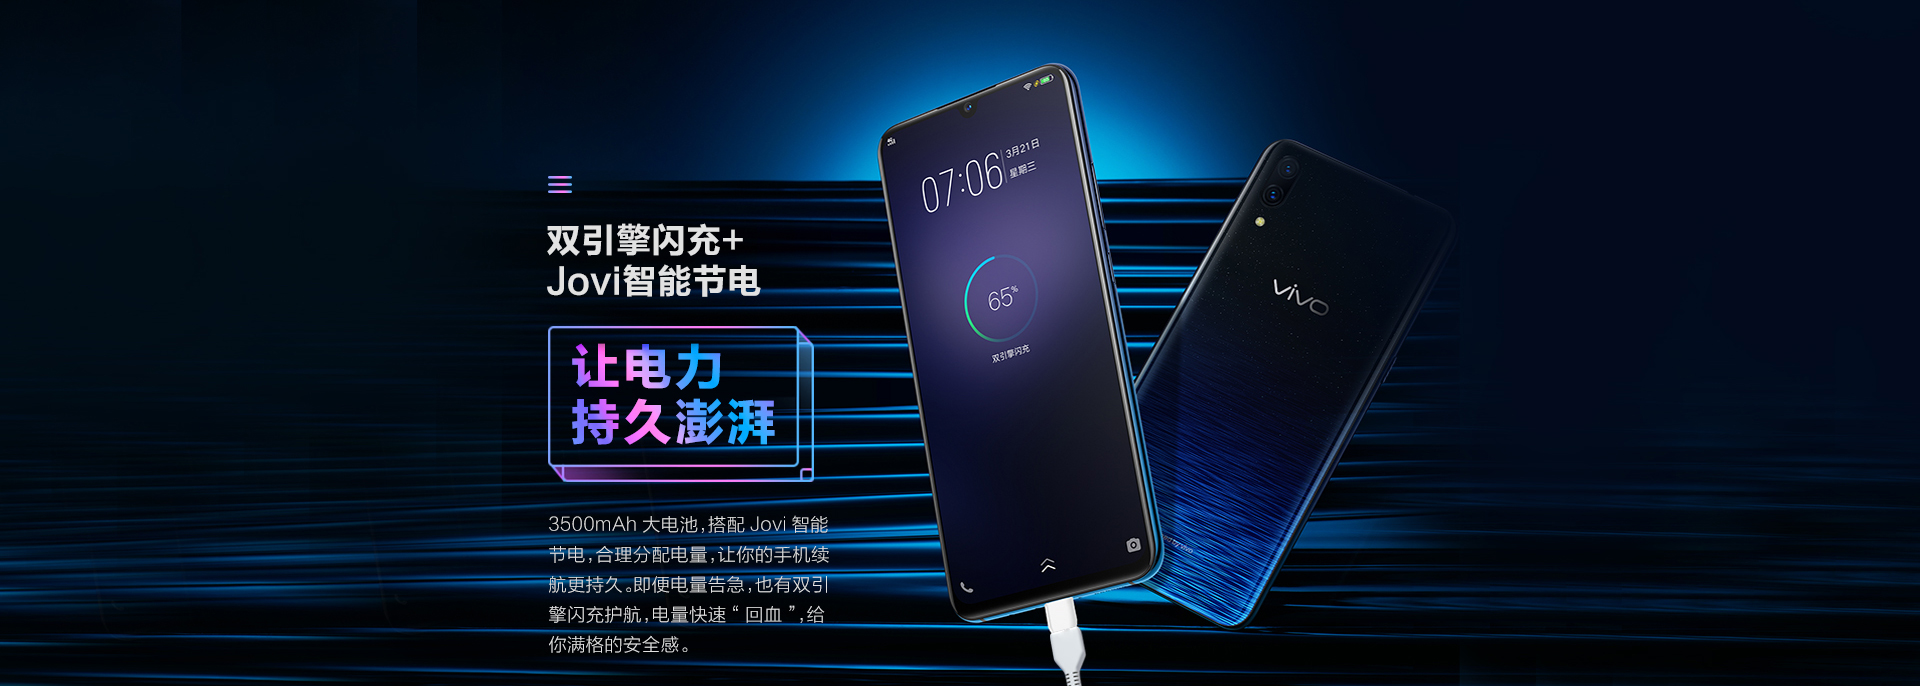 双引擎闪充+
Jovi智能节电
让电力
持久澎湃
3500mAh 大电池，搭配 Jovi 智能
节电，合理分配电量，让你的手机续
航更持久。即便电量告急，也有双引
擎闪充护航，电量快速“ 回血 ”，给
你满格的安全感。
07:06
3月21日
星期三
65%
双引擎闪充
vivo